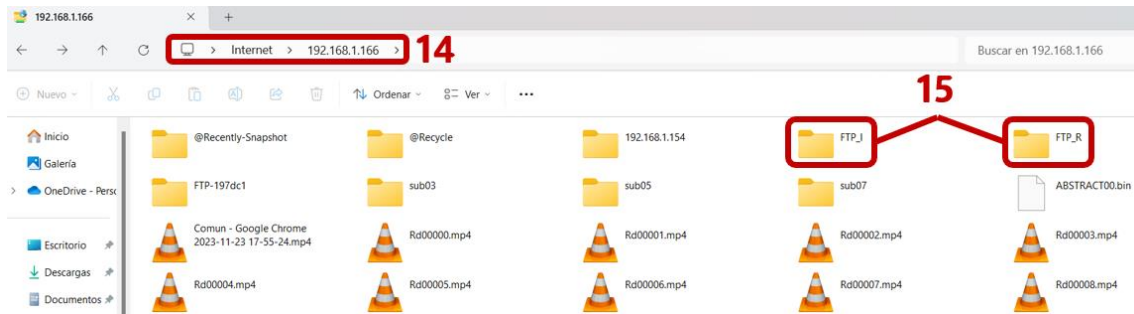 192.168.1.166
Internet > 192.168.1.166 >
14
Buscar en 192.168.1.166
Nuevo
Ordenar
Ver
15
Inicio
Galería
OneDrive - Perso
Escritorio
Descargas
Documentos
@Recently-Snapshot
@Recycle
192.168.1.154
FTP_I
FTP_R
FTP-197dc1
sub03
sub05
sub07
ABSTRACT00.bin
Comun - Google Chrome
2023-11-23 17-55-24.mp4
Rd00000.mp4
Rd00001.mp4
Rd00002.mp4
Rd00003.mp4
Rd00004.mp4
Rd00005.mp4
Rd00006.mp4
Rd00007.mp4
Rd00008.mp4